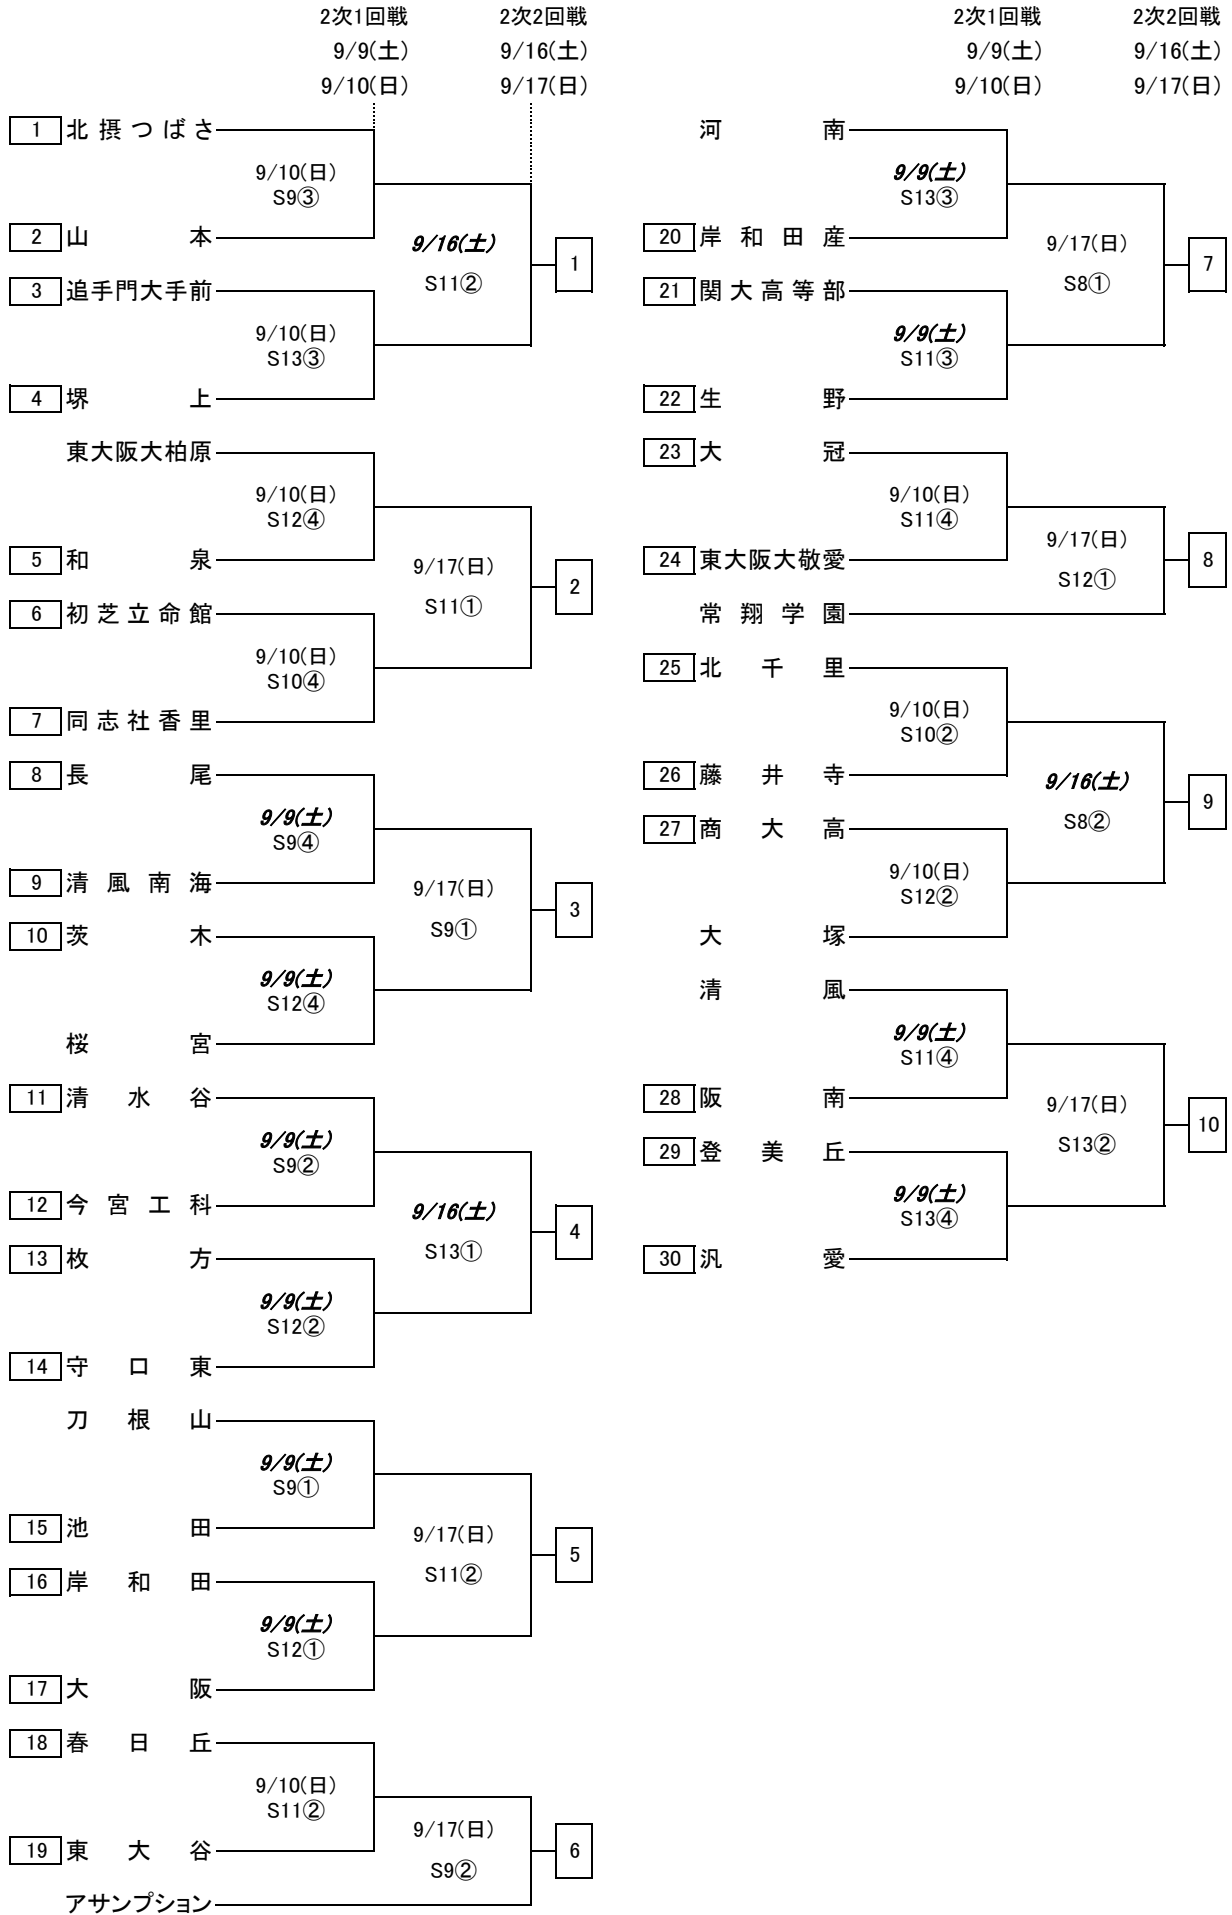 2次1回戦 2次2回戦
9/9(土) 9/16(土)
9/10(日) 9/17(日)
1 北摂つばさ
9/10(日)
S9③
2 山本
9/16(土)
S11②
1
3 追手門大手前
9/10(日)
S13③
4 堺上
東大阪大柏原
9/10(日)
S12④
5 和泉
9/17(日)
S11①
2
6 初芝立命館
9/10(日)
S10④
7 同志社香里
8 長尾
9/9(土)
S9④
9 清風南海
9/17(日)
S9①
3
10 茨木
9/9(土)
S12④
桜宮
11 清水谷
9/9(土)
S9②
12 今宮工科
9/16(土)
S13①
4
13 枚方
9/9(土)
S12②
14 守口東
刀根山
9/9(土)
S9①
15 池田
9/17(日)
S11②
5
16 岸和田
9/9(土)
S12①
17 大阪
18 春日丘
9/10(日)
S11②
19 東大谷
9/17(日)
S9②
6
アサンプション
2次1回戦 2次2回戦
9/9(土) 9/16(土)
9/10(日) 9/17(日)
河南
9/9(土)
S13③
20 岸和田産
9/17(日)
S8①
7
21 関大高等部
9/9(土)
S11③
22 生野
23 大冠
9/10(日)
S11④
24 東大阪大敬愛
9/17(日)
S12①
8
常翔学園
25 北千里
9/10(日)
S10②
26 藤井寺
9/16(土)
S8②
9
27 商大高
9/10(日)
S12②
大塚
清風
9/9(土)
S11④
28 阪南
9/17(日)
S13②
10
29 登美丘
9/9(土)
S13④
30 汎愛